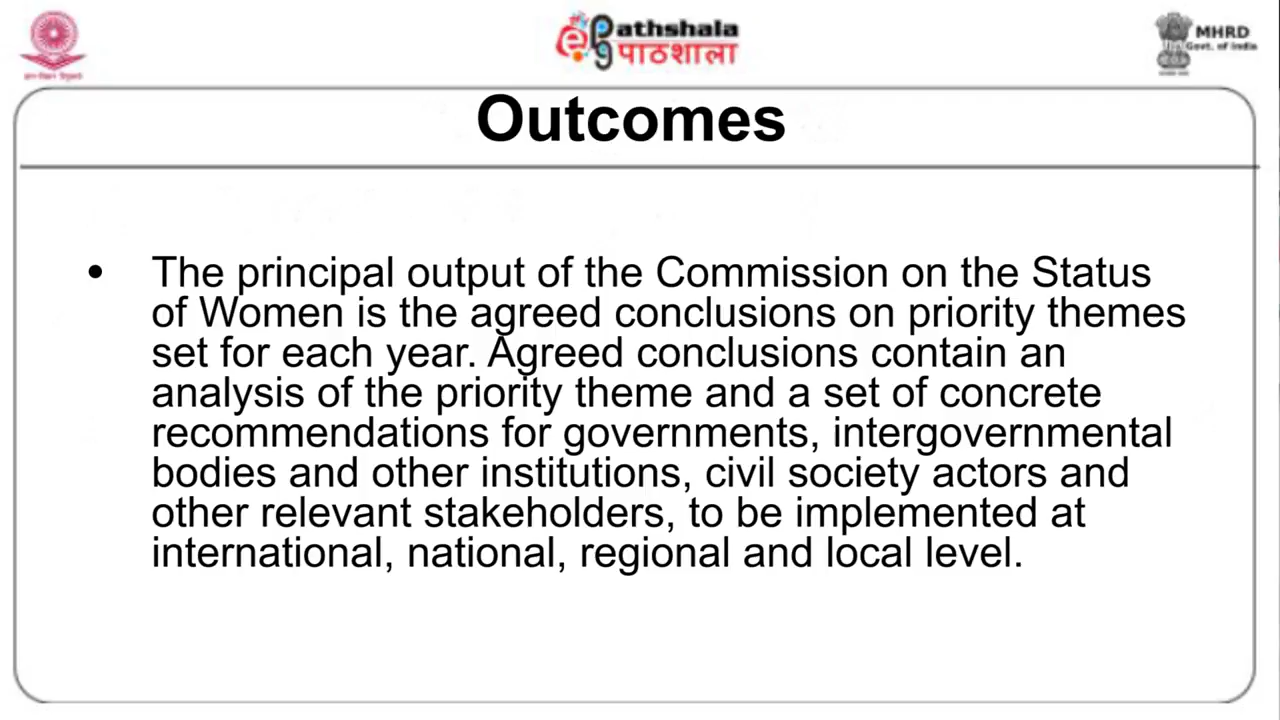 Pathshala
पाठशाला
MHRD
Govt. of India
Outcomes
• The principal output of the Commission on the Status
of Women is the agreed conclusions on priority themes
set for each year. Agreed conclusions contain an
analysis of the priority theme and a set of concrete
recommendations for governments, intergovernmental
bodies and other institutions, civil society actors and
other relevant stakeholders, to be implemented at
international, national, regional and local level.